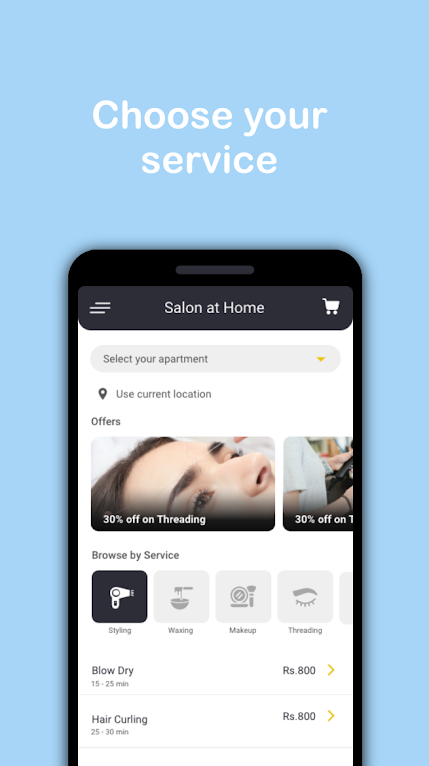 Choose your
service
Salon at Home
Select your apartment
Use current location
Offers
30% off on Threading
30% off on
Browse by Service
Styling
Waxing
Makeup
Threading
Blow Dry
Rs.800
15 - 25 min
Hair Curling
Rs.800
25 - 30 min